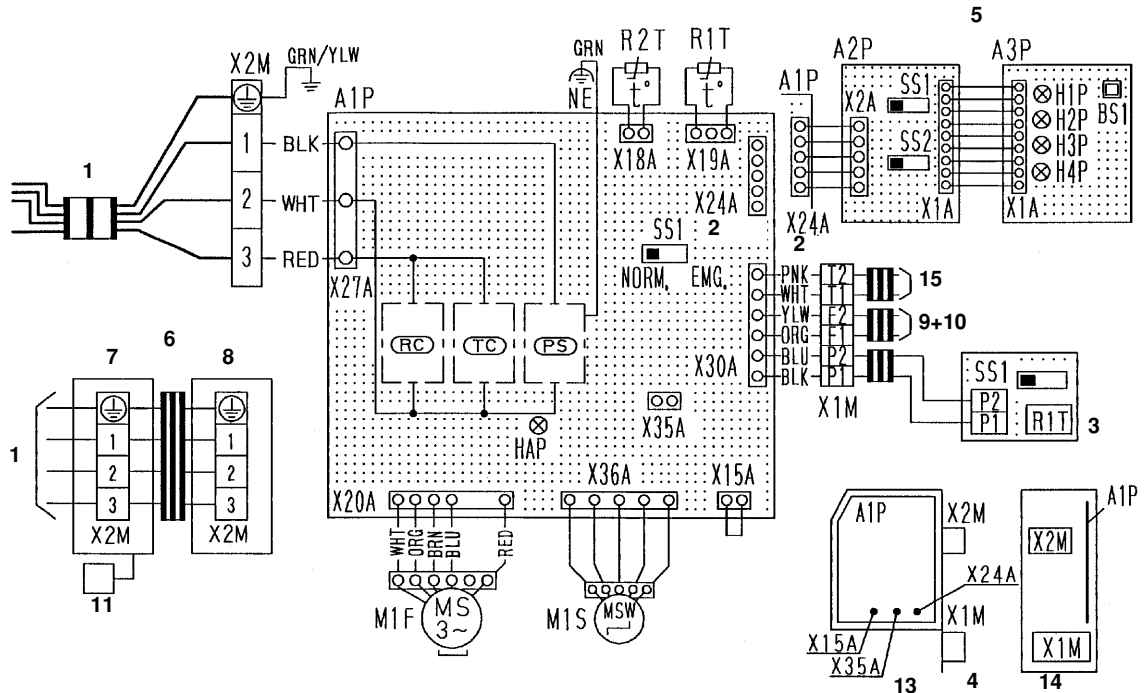 5
X2M
GRN/YLW
GRN
NE
R2T
R1T
t°
t°
A1P
X18A
X19A
X24A
2
A1P
X24A
2
A2P
X2A
SS1
SS2
X1A
A3P
X1A
H1P
H2P
H3P
H4P
BS1
1
1
2
3
BLK
WHT
RED
X27A
RC
TC
PS
HAP
SS1
NORM.
EMG.
X35A
X30A
PNK
WHT
YLW
ORG
BLU
BLK
T2
T1
F2
F1
P2
P1
X1M
15
9+10
SS1
P2
P1
R1T
3
7
6
8
1
1
2
3
X2M
1
2
3
X2M
11
X20A
WHT
ORG
BRN
BLU
RED
M1F
MS
3~
X36A
M1S
MSW
X15A
A1P
X2M
X24A
X1M
X15A
X35A
13
4
A1P
X2M
X1M
14